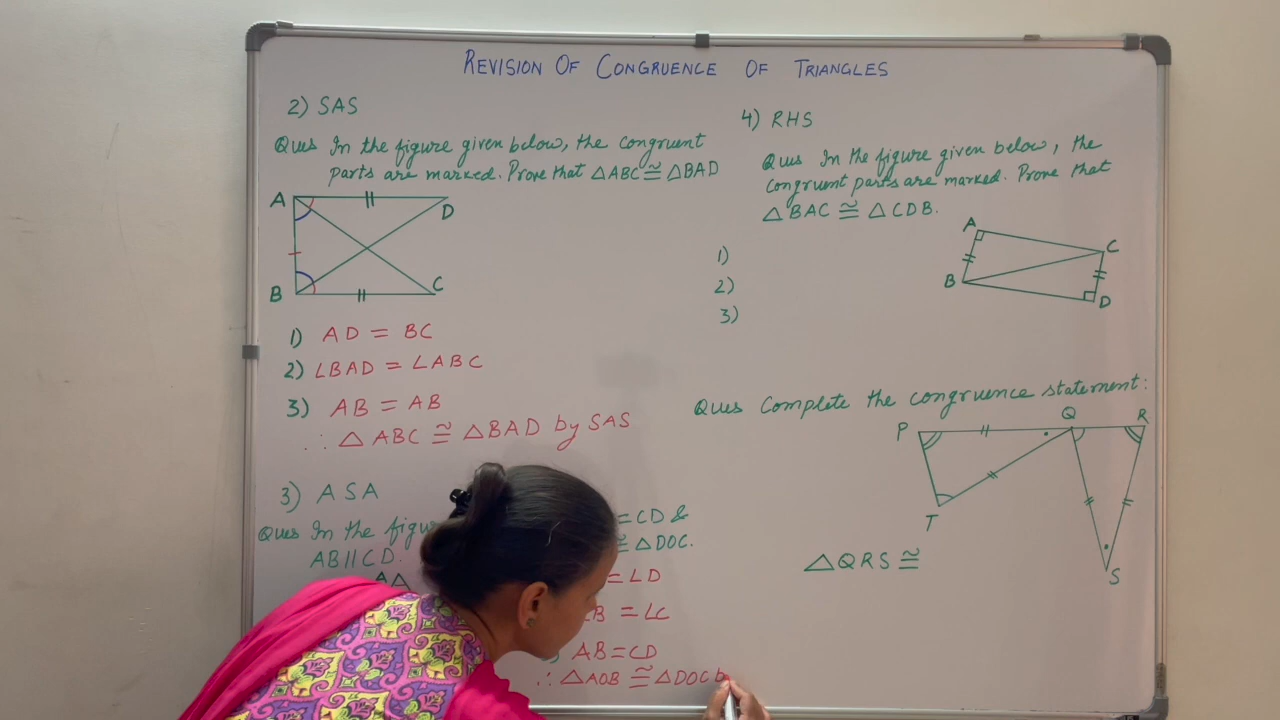 REVISION OF CONGRUENCE OF TRIANGLES
2) SAS
Ques In the figure given below, the congruent
parts are marked. Prove that △ABC ≅ △BAD
A
D
B
C
1) AD = BC
2) ∠BAD = ∠ABC
3) AB = AB
∴ △ABC ≅ △BAD by SAS
3) ASA
Ques In the figu = CD &
AB || CD. ≅ △DOC.
A
= ∠D
∠B = ∠C
AB = CD
∴ △AOB ≅ △DOC b
4) RHS
Ques In the figure given below, the
congruent parts are marked. Prove that
△BAC ≅ △CDB.
A
C
B
D
1)
2)
3)
Ques Complete the congruence statement:
P
Q
R
T
S
△QRS ≅